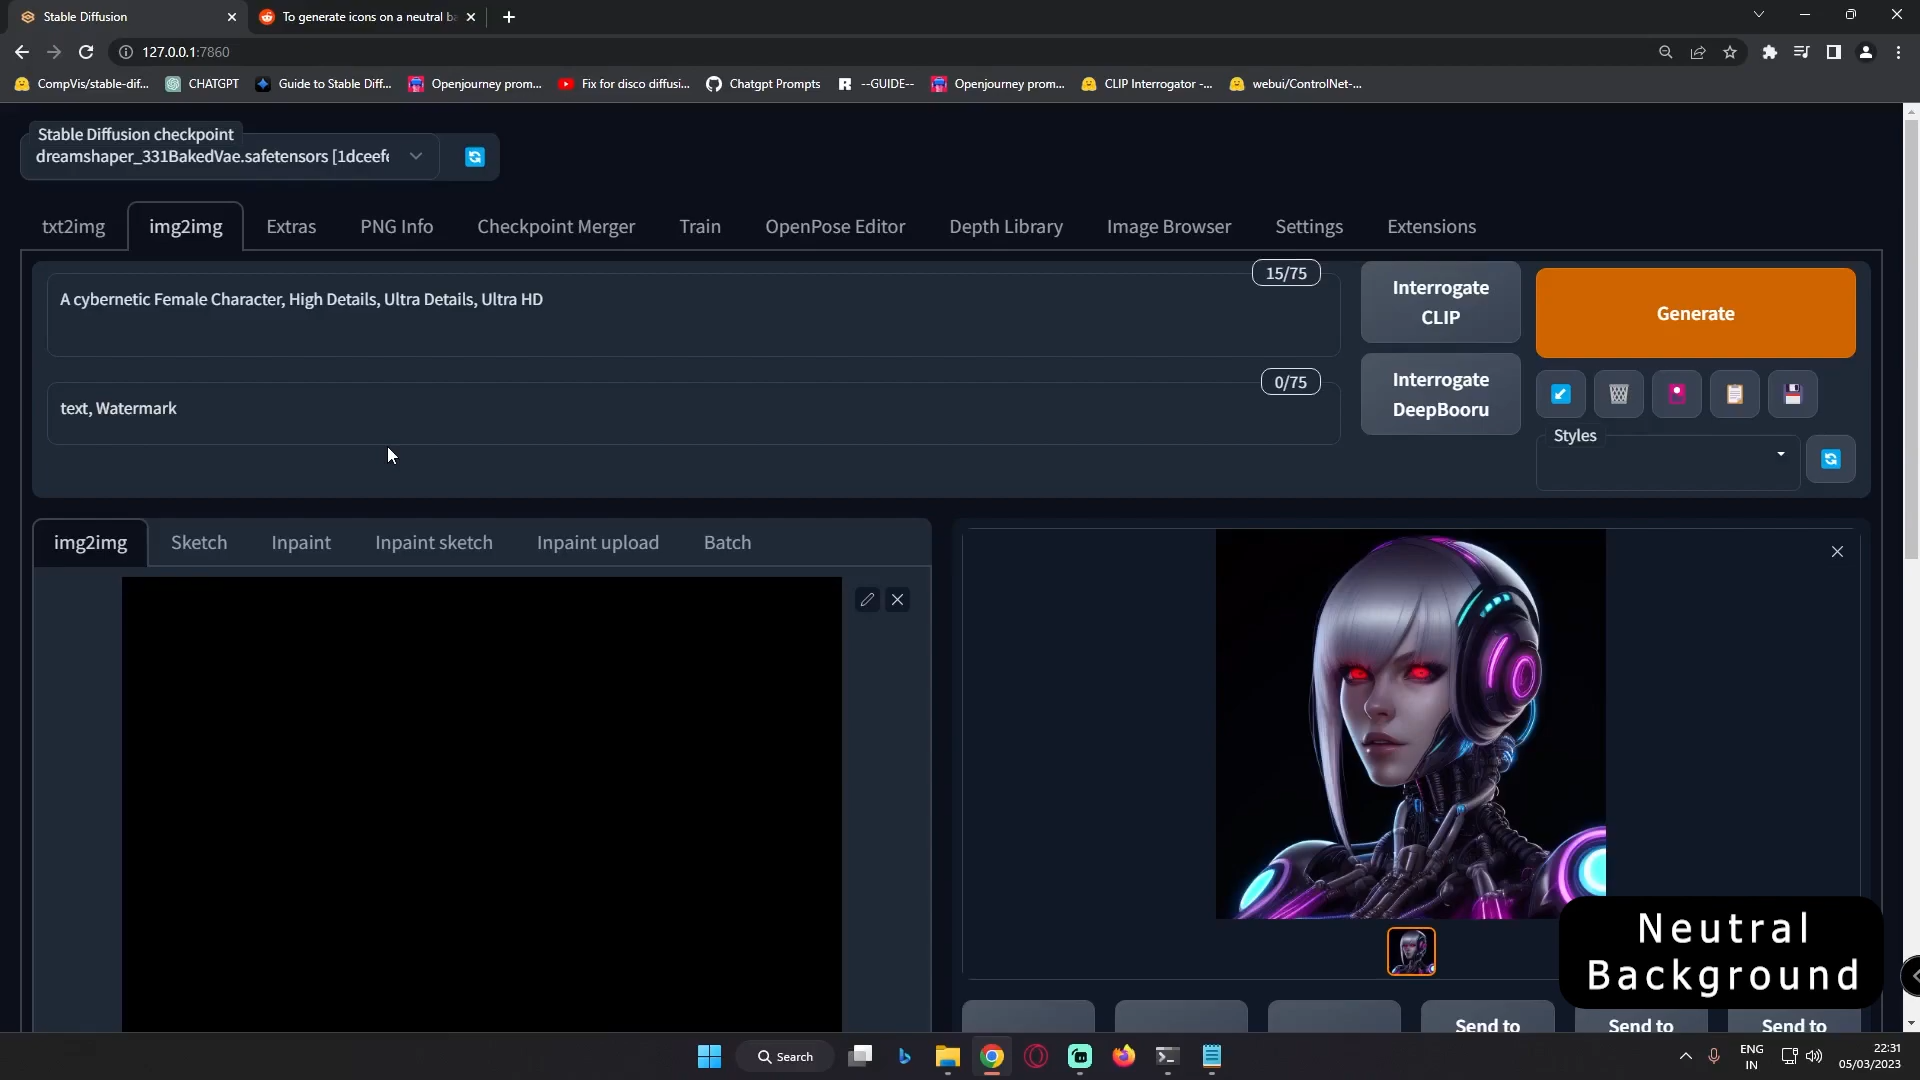 Stable Diffusion
To generate icons on a neutral ba
127.0.0.1:7860
CompVis/stable-dif...
CHATGPT
Guide to Stable Diff...
Openjourney prom...
Fix for disco diffusi...
Chatgpt Prompts
--GUIDE--
Openjourney prom...
CLIP Interrogator -...
webui/ControlNet-...
Stable Diffusion checkpoint
dreamshaper_331BakedVae.safetensors [1dceefe
txt2img
img2img
Extras
PNG Info
Checkpoint Merger
Train
OpenPose Editor
Depth Library
Image Browser
Settings
Extensions
15/75
A cybernetic Female Character, High Details, Ultra Details, Ultra HD
0/75
text, Watermark
Interrogate
CLIP
Interrogate
DeepBooru
Generate
Styles
img2img
Sketch
Inpaint
Inpaint sketch
Inpaint upload
Batch
Neutral
Background
Send to
Send to
Send to
Search
ENG
IN
22:31
05/03/2023